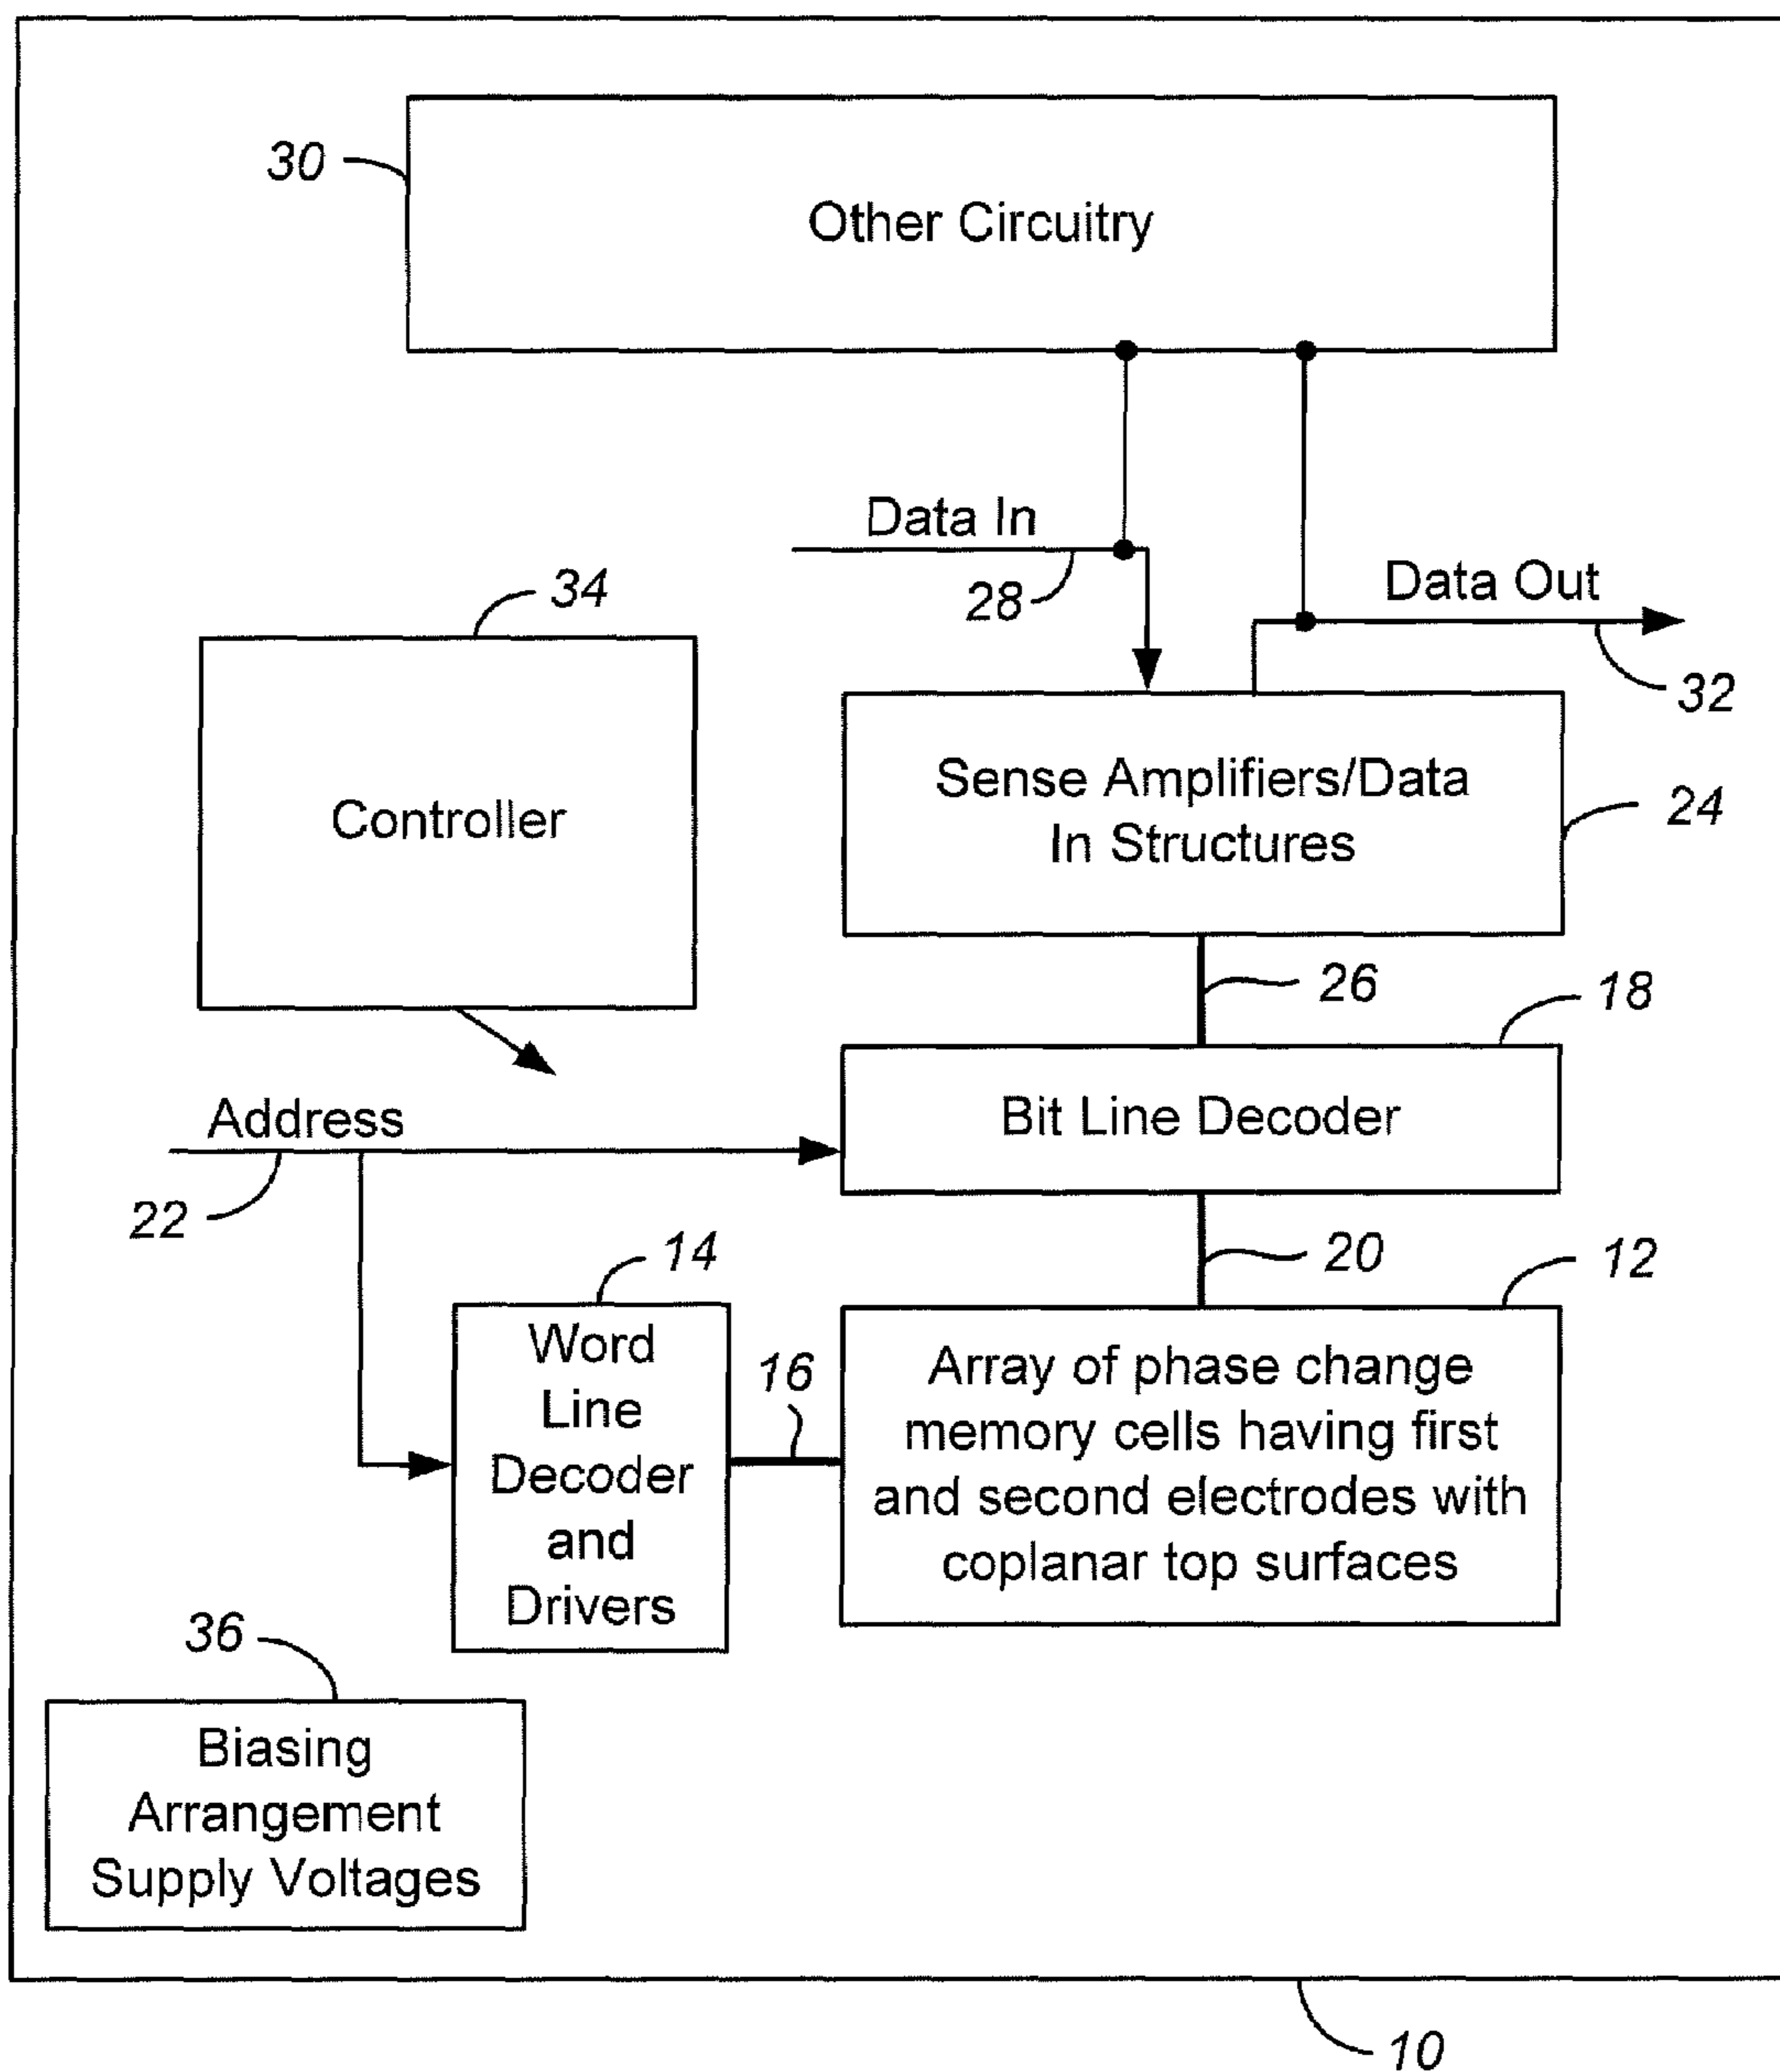 30
Other Circuitry
Data In
28
Data Out
32
34
Controller
Sense Amplifiers/Data
In Structures
24
26
18
Address
22
Bit Line Decoder
20
14
12
Word
Line
Decoder
and
Drivers
16
Array of phase change
memory cells having first
and second electrodes with
coplanar top surfaces
36
Biasing
Arrangement
Supply Voltages
10